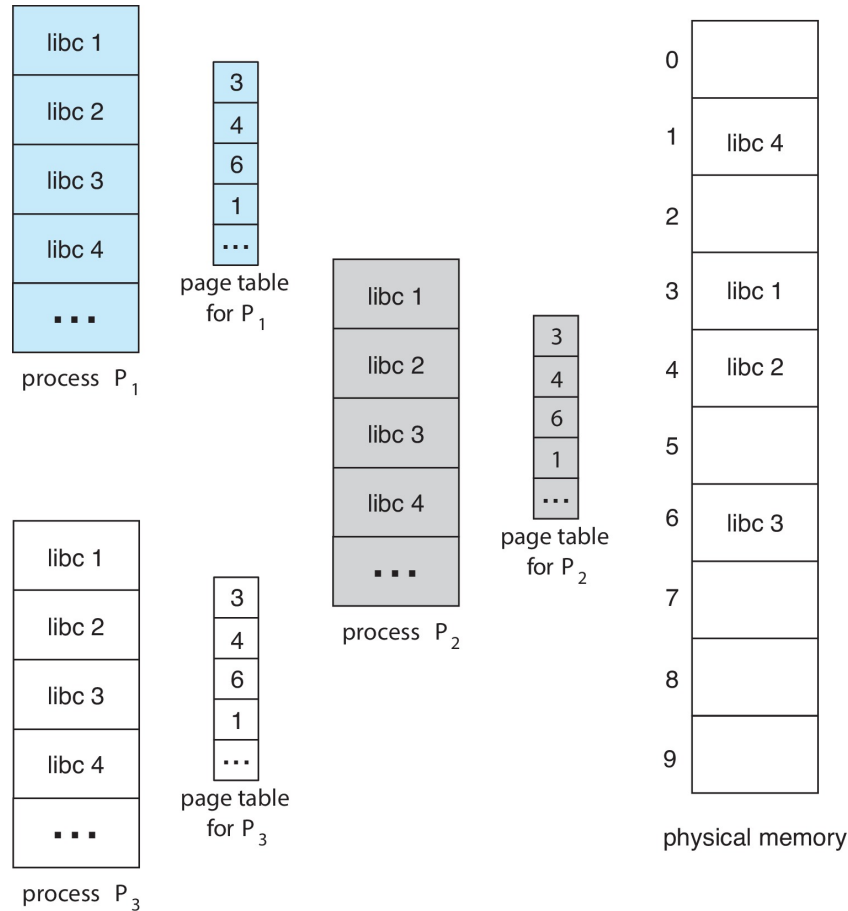 libc 1
libc 2
libc 3
libc 4
...
process P1
3
4
6
1
...
page table
for P1
libc 1
libc 2
libc 3
libc 4
...
process P2
3
4
6
1
...
page table
for P2
libc 1
libc 2
libc 3
libc 4
...
process P3
3
4
6
1
...
page table
for P3
0
1 libc 4
2
3 libc 1
4 libc 2
5
6 libc 3
7
8
9
physical memory